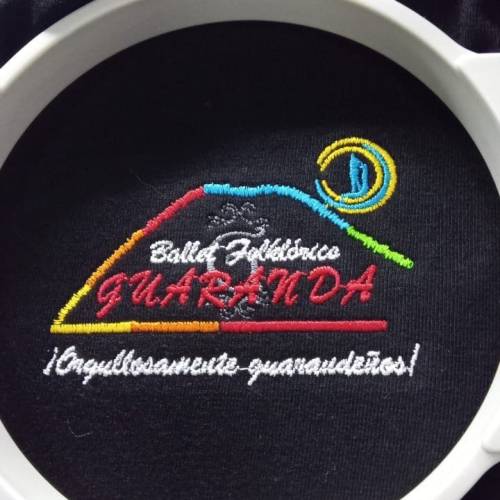 Ballet Folklórico
GUARANDA
¡Orgullosamente guarandeños!